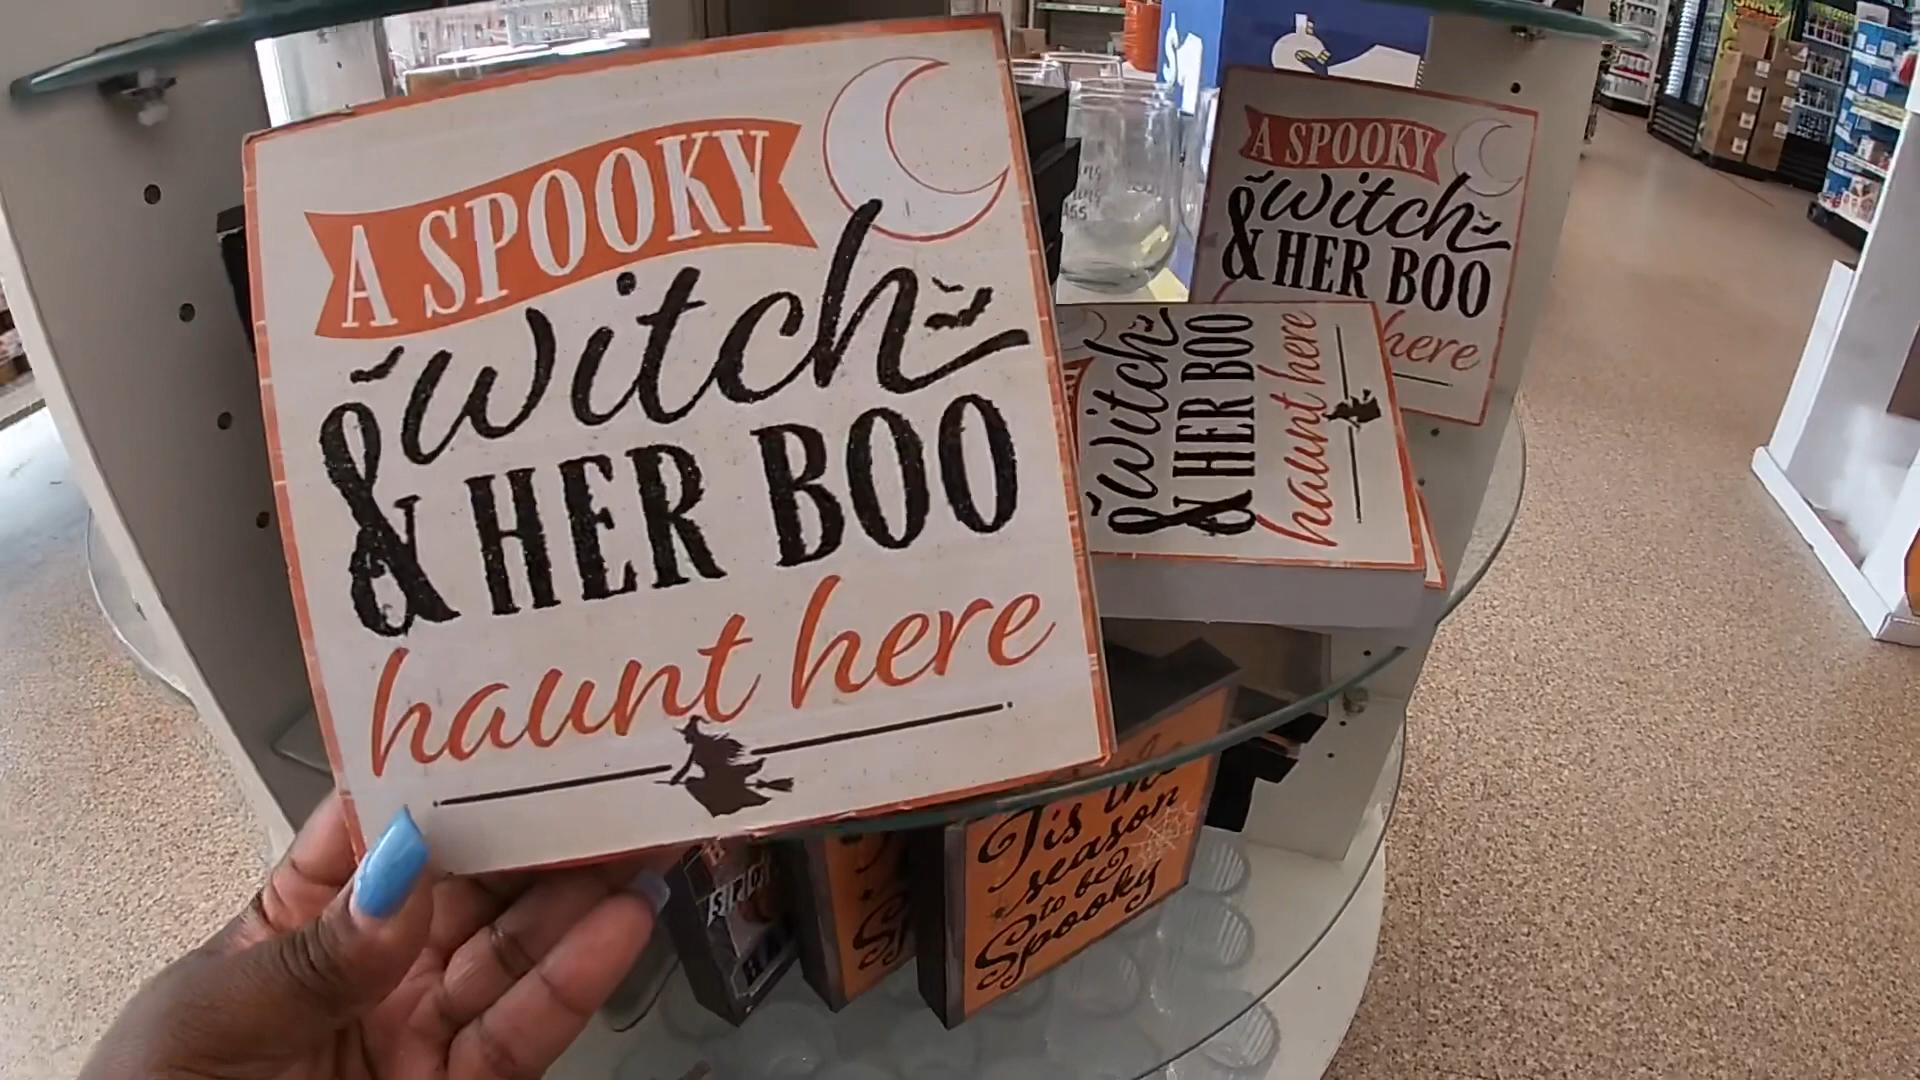 A SPOOKY
witch
& HER BOO
haunt here
A SPOOKY
witch
& HER BOO
here
witch
& HER BOO
haunt here
'Tis the
season
to be
Spooky